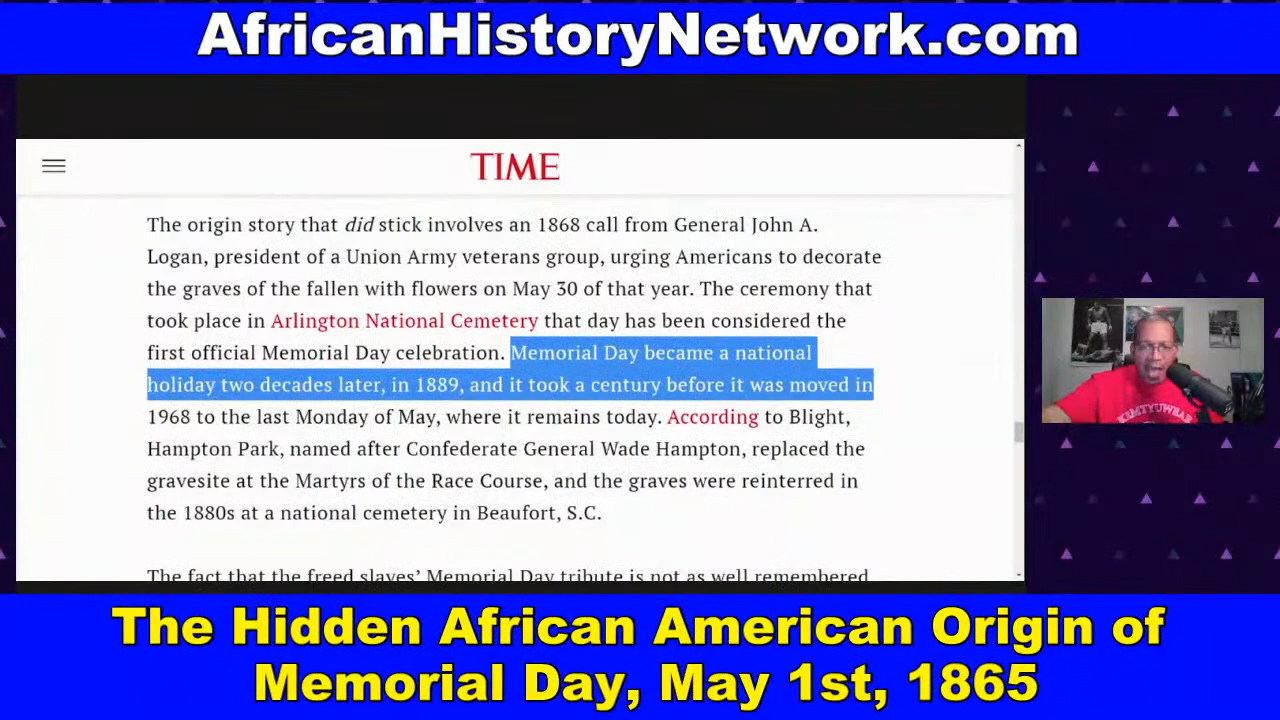 AfricanHistoryNetwork.com
TIME
The origin story that did stick involves an 1868 call from General John A.
Logan, president of a Union Army veterans group, urging Americans to decorate
the graves of the fallen with flowers on May 30 of that year. The ceremony that
took place in Arlington National Cemetery that day has been considered the
first official Memorial Day celebration. Memorial Day became a national
holiday two decades later, in 1889, and it took a century before it was moved in
1968 to the last Monday of May, where it remains today. According to Blight,
Hampton Park, named after Confederate General Wade Hampton, replaced the
gravesite at the Martyrs of the Race Course, and the graves were reinterred in
the 1880s at a national cemetery in Beaufort, S.C.
The fact that the freed slaves' Memorial Day tribute is not as well remembered
KEMTYUWEAR
The Hidden African American Origin of
Memorial Day, May 1st, 1865